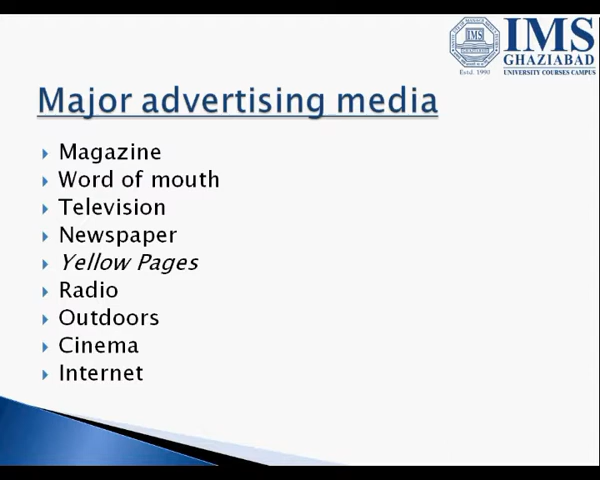 IMS
GHAZIABAD
Estd. 1990
UNIVERSITY COURSES CAMPUS
Major advertising media
Magazine
Word of mouth
Television
Newspaper
Yellow Pages
Radio
Outdoors
Cinema
Internet